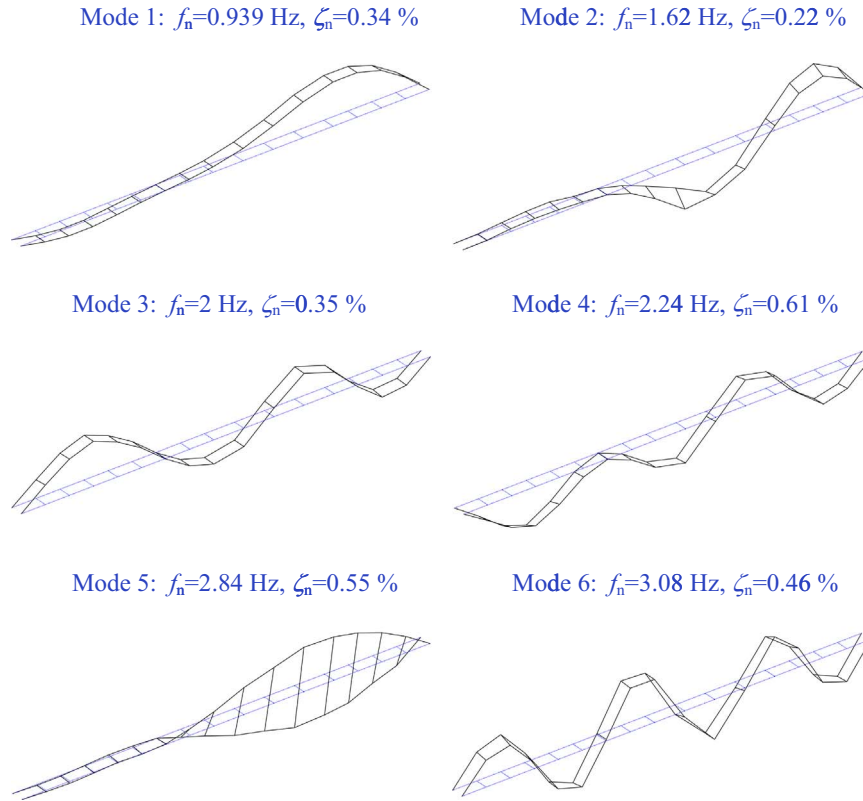 Mode 1: fn=0.939 Hz, ζn=0.34 %
Mode 2: fn=1.62 Hz, ζn=0.22 %
Mode 3: fn=2 Hz, ζn=0.35 %
Mode 4: fn=2.24 Hz, ζn=0.61 %
Mode 5: fn=2.84 Hz, ζn=0.55 %
Mode 6: fn=3.08 Hz, ζn=0.46 %